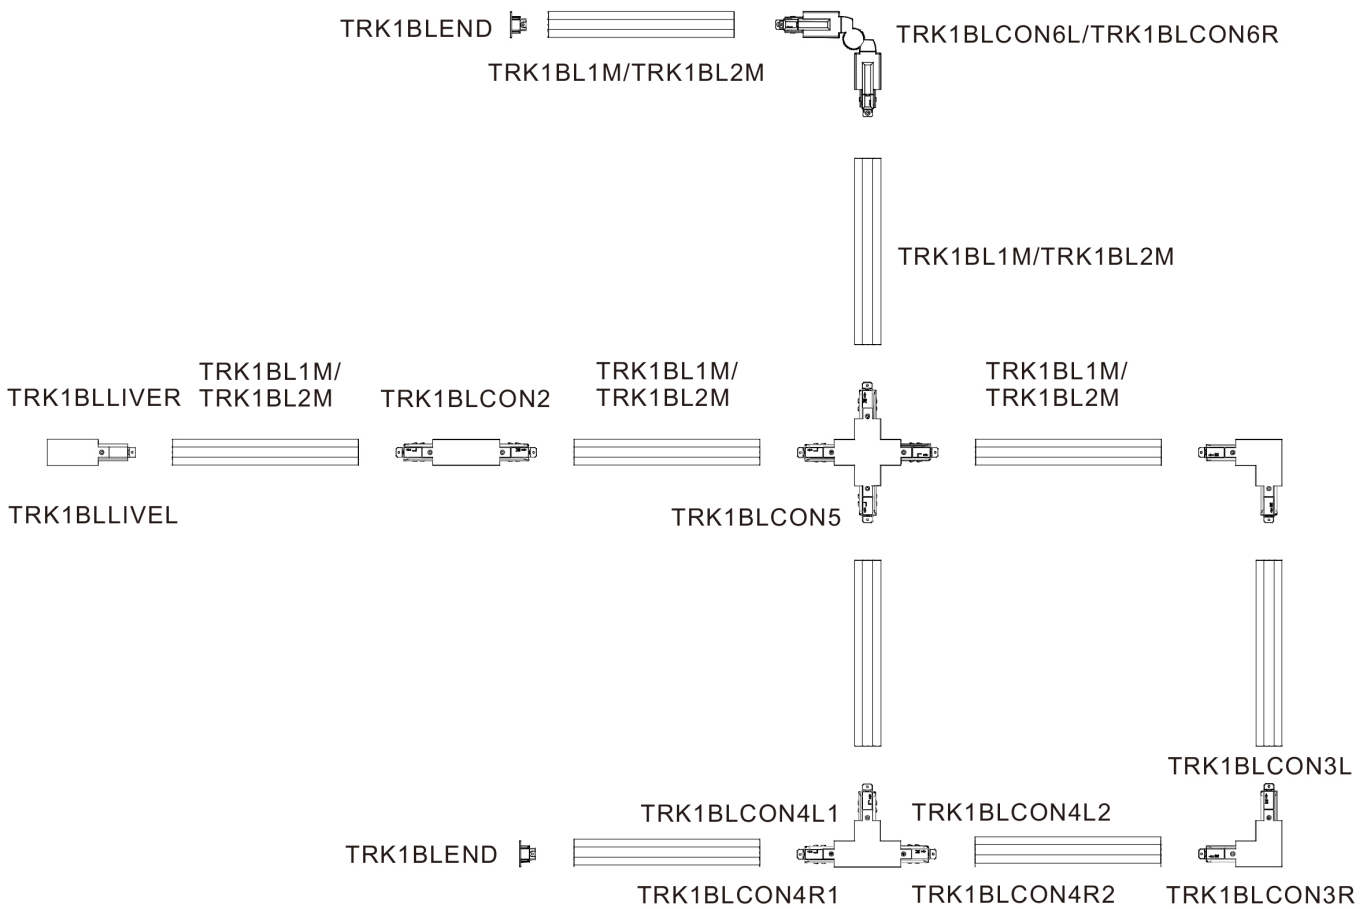 TRK1BLEND
TRK1BLCON6L/TRK1BLCON6R
TRK1BL1M/TRK1BL2M
TRK1BL1M/TRK1BL2M
TRK1BLLIVER
TRK1BL1M/
TRK1BL2M
TRK1BLCON2
TRK1BL1M/
TRK1BL2M
TRK1BL1M/
TRK1BL2M
TRK1BLLIVEL
TRK1BLCON5
TRK1BLCON3L
TRK1BLCON4L1
TRK1BLCON4L2
TRK1BLEND
TRK1BLCON4R1
TRK1BLCON4R2
TRK1BLCON3R